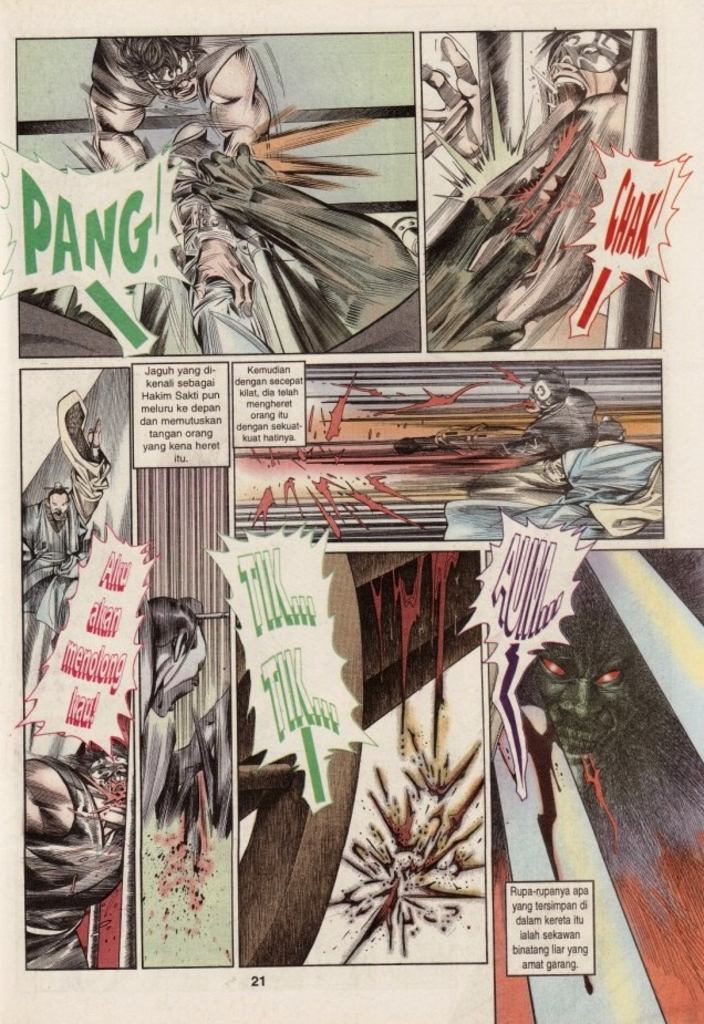 PANG!
CHAK!
Jaguh yang di-
kenali sebagai
Hakim Sakti pun
meluru ke depan
dan memutuskan
tangan orang
yang kena heret
itu.
Kemudian
dengan secepat
kilat, dia telah
mengheret
orang itu
dengan sekuat-
kuat hatinya.
Aku
akan
menolong
kau!
TIK...
TIK...
AUM...
Rupa-rupanya apa
yang tersimpan di
dalam kereta itu
ialah sekawan
binatang liar yang
amat garang.
21